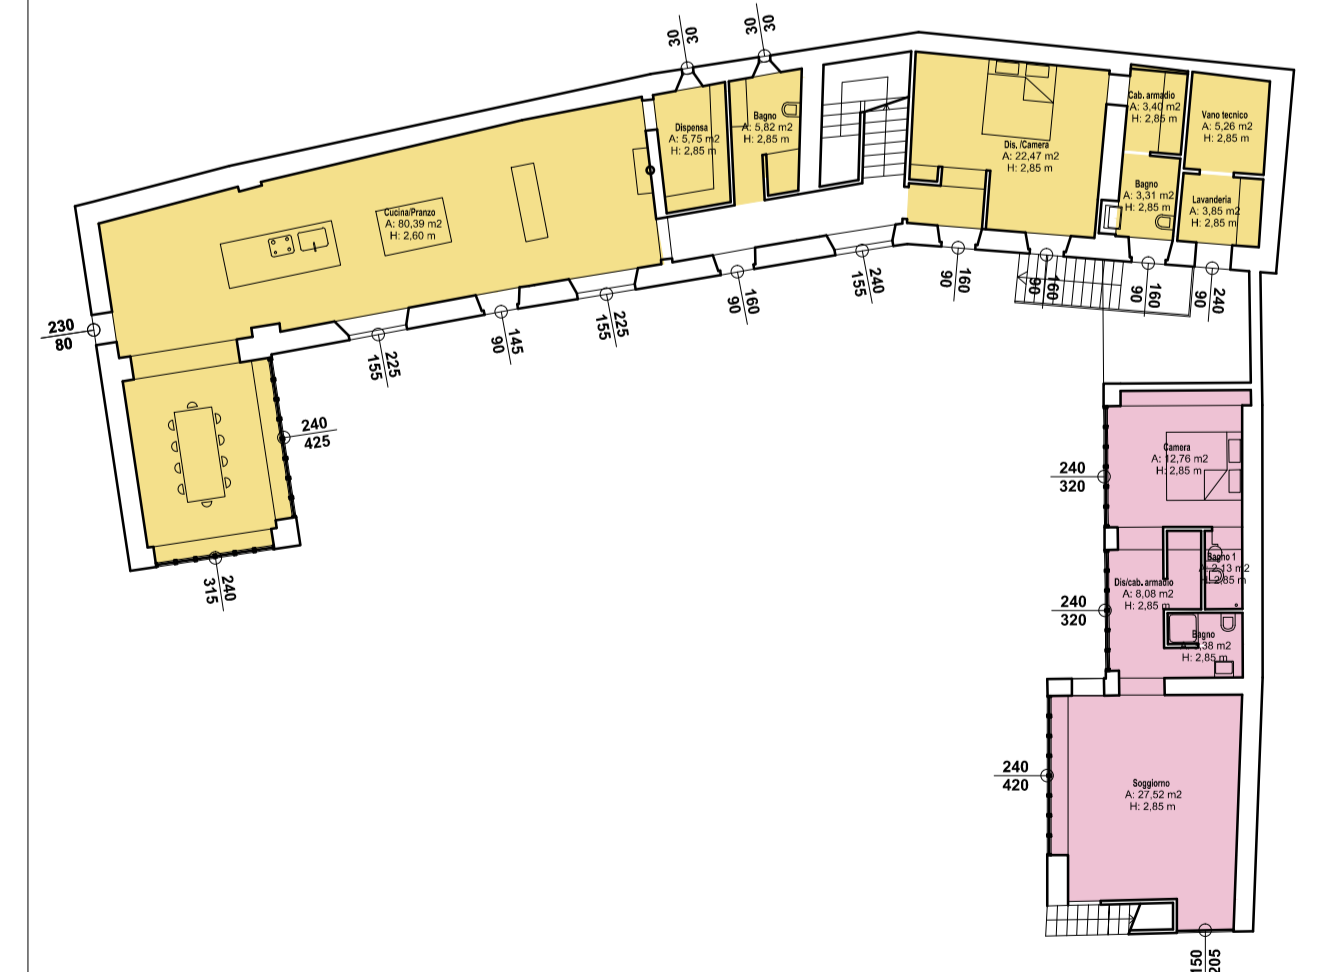 30
30
30
30
Dispensa
A: 5,75 m2
H: 2,85 m
Bagno
A: 5,82 m2
H: 2,85 m
Dis. /Camera
A: 22,47 m2
H: 2,85 m
Cab. armadio
A: 3,40 m2
H: 2,85 m
Vano tecnico
A: 5,26 m2
H: 2,85 m
Bagno
A: 3,31 m2
H: 2,85 m
Lavanderia
A: 3,85 m2
H: 2,85 m
Cucina/Pranzo
A: 80,39 m2
H: 2,60 m
230
80
225
155
145
90
225
155
160
90
240
155
160
90
160
90
160
90
240
90
240
425
240
315
Camera
A: 12,76 m2
H: 2,85 m
240
320
Bagno 1
2,13 m2
2,85 m
Dis/cab. armadio
A: 8,08 m2
H: 2,85 m
240
320
Bagno
,38 m2
H: 2,85 m
240
420
Soggiorno
A: 27,52 m2
H: 2,85 m
150
205